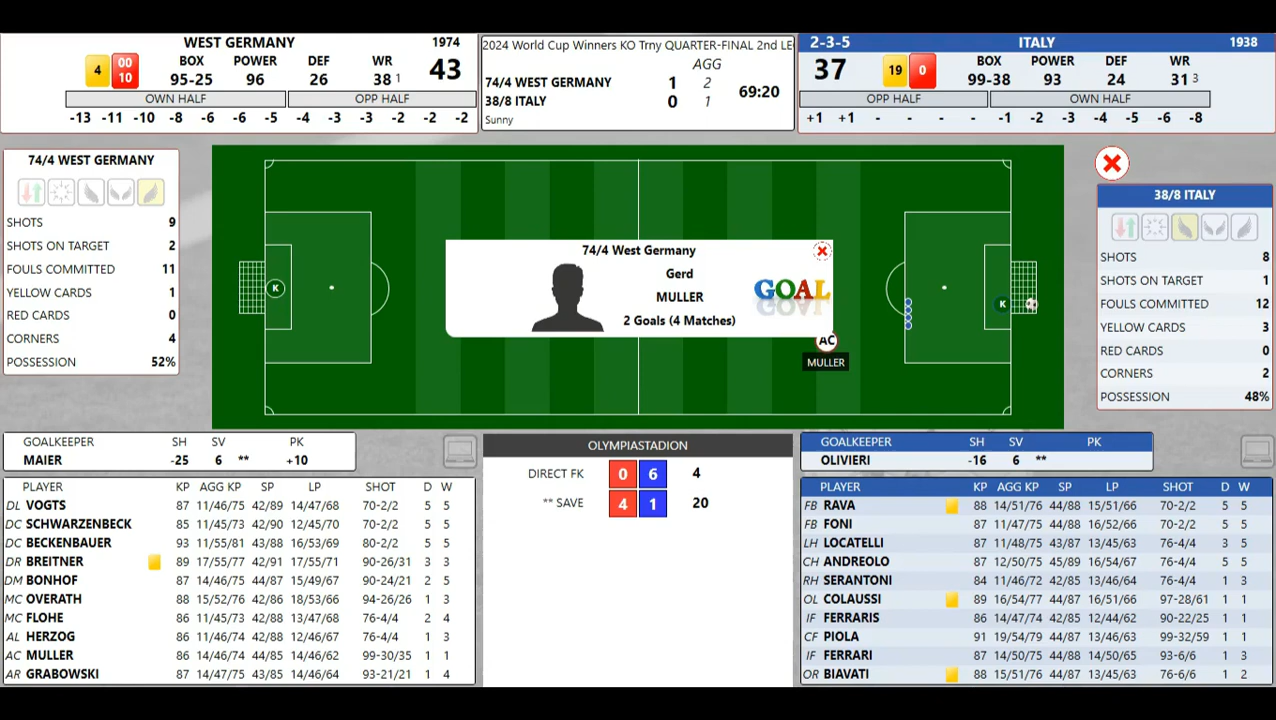 WEST GERMANY 1974
4 00 10
BOX POWER DEF WR
95-25 96 26 38 1 43
OWN HALF OPP HALF
-13 -11 -10 -8 -6 -5 -4 -3 -3 -2 -2 -2
2024 World Cup Winners KO Trny QUARTER-FINAL 2nd LE
AGG
74/4 WEST GERMANY 1 2
38/8 ITALY 0 1
69:20
Sunny
2-3-5 ITALY 1938
37 19 0
BOX POWER DEF WR
99-38 93 24 31 3
OPP HALF OWN HALF
+1 +1 - - - - -1 -2 -3 -4 -5 -6 -8
74/4 WEST GERMANY
SHOTS 9
SHOTS ON TARGET 2
FOULS COMMITTED 11
YELLOW CARDS 1
RED CARDS 0
CORNERS 4
POSSESSION 52%
K
74/4 West Germany
Gerd
MULLER
2 Goals (4 Matches)
GOAL
AC
MULLER
K
38/8 ITALY
SHOTS 8
SHOTS ON TARGET 1
FOULS COMMITTED 12
YELLOW CARDS 3
RED CARDS 0
CORNERS 2
POSSESSION 48%
GOALKEEPER SH SV PK
MAIER -25 6 ** +10
PLAYER KP AGG KP SP LP SHOT D W
DL VOGTS 87 11/46/75 42/89 14/47/68 70-2/2 5 5
DC SCHWARZENBECK 85 11/45/73 42/90 12/45/70 70-2/2 5 5
DC BECKENBAUER 93 11/55/81 43/88 16/53/69 80-2/2 5 5
DR BREITNER 89 17/55/77 42/91 17/55/71 90-26/31 3 3
DM BONHOF 87 14/46/75 44/87 15/49/67 90-24/21 2 5
MC OVERATH 88 15/52/76 42/86 18/53/66 94-26/26 1 3
MC FLOHE 86 11/45/73 42/88 13/47/68 76-4/4 2 4
AL HERZOG 86 11/46/74 42/88 12/46/67 76-4/4 1 3
AC MULLER 86 14/46/74 44/85 14/46/62 99-30/35 1 1
AR GRABOWSKI 87 14/47/75 43/85 14/46/64 93-21/21 1 4
OLYMPIASTADION
DIRECT FK 0 6 4
** SAVE 4 1 20
GOALKEEPER SH SV PK
OLIVIERI -16 6 **
PLAYER KP AGG KP SP LP SHOT D W
FB RAVA 88 14/51/76 44/88 15/51/66 70-2/2 5 5
FB FONI 87 11/47/75 44/88 16/52/66 70-2/2 5 5
LH LOCATELLI 87 11/48/75 43/87 13/45/63 76-4/4 3 5
CH ANDREOLO 87 12/50/75 45/89 16/54/67 76-4/4 5 5
RH SERANTONI 84 11/46/72 42/85 13/46/64 76-4/4 1 3
OL COLAUSSI 89 16/54/77 44/87 16/51/66 97-28/61 1 1
IF FERRARIS 86 14/47/74 42/85 12/44/62 90-22/25 1 1
CF PIOLA 91 19/54/79 44/87 13/46/63 99-32/59 1 1
IF FERRARI 87 14/50/75 44/88 14/50/65 93-6/6 1 3
OR BIAVATI 88 15/51/76 44/87 13/45/63 76-6/6 1 2